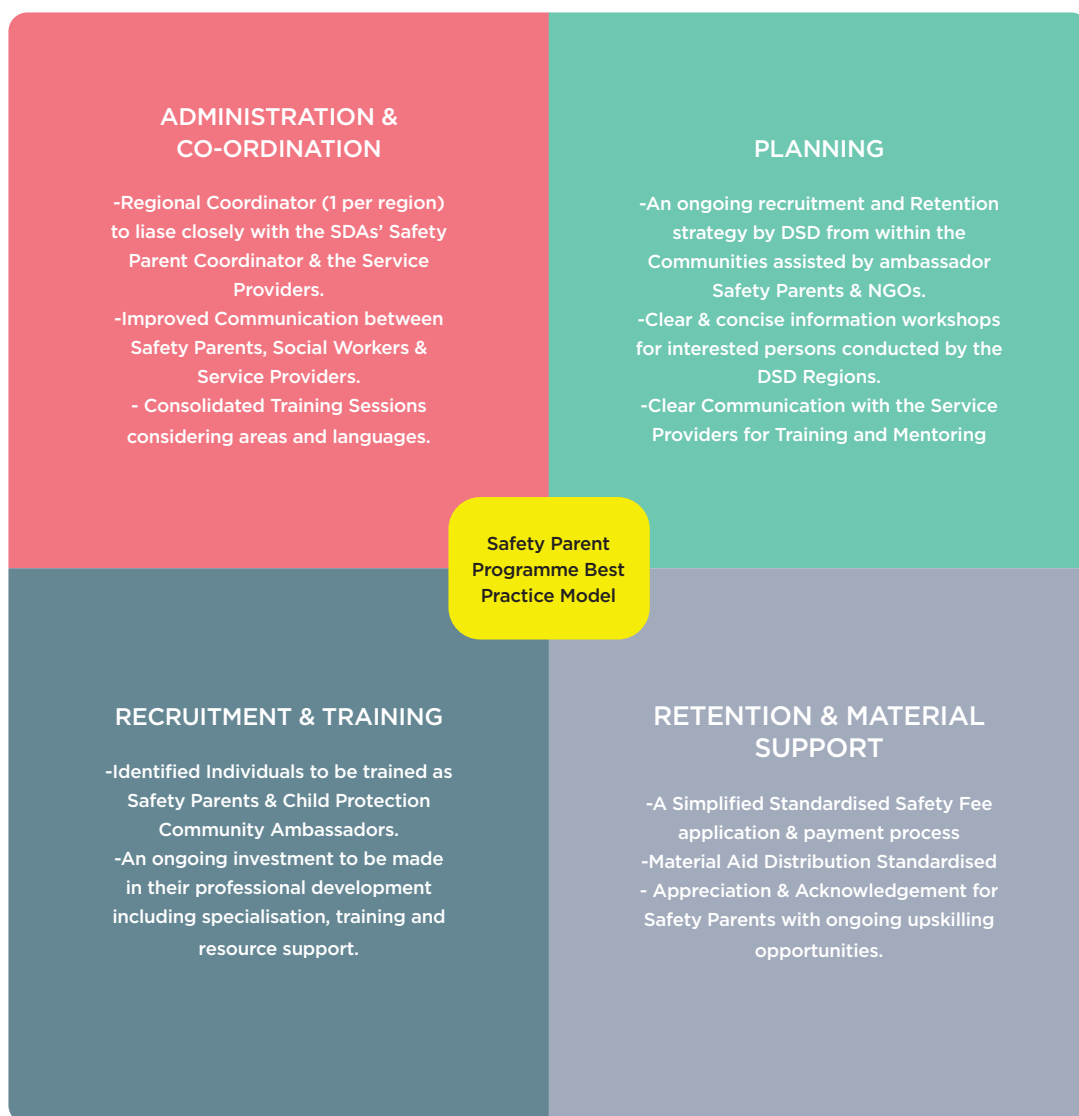 ADMINISTRATION &
CO-ORDINATION
-Regional Coordinator (1 per region)
to liase closely with the SDAs’ Safety
Parent Coordinator & the Service
Providers.
-Improved Communication between
Safety Parents, Social Workers &
Service Providers.
- Consolidated Training Sessions
considering areas and languages.
PLANNING
-An ongoing recruitment and Retention
strategy by DSD from within the
Communities assisted by ambassador
Safety Parents & NGOs.
-Clear & concise information workshops
for interested persons conducted by the
DSD Regions.
-Clear Communication with the Service
Providers for Training and Mentoring
Safety Parent
Programme Best
Practice Model
RECRUITMENT & TRAINING
-Identified Individuals to be trained as
Safety Parents & Child Protection
Community Ambassadors.
-An ongoing investment to be made
in their professional development
including specialisation, training and
resource support.
RETENTION & MATERIAL
SUPPORT
-A Simplified Standardised Safety Fee
application & payment process
-Material Aid Distribution Standardised
- Appreciation & Acknowledgement for
Safety Parents with ongoing upskilling
opportunities.